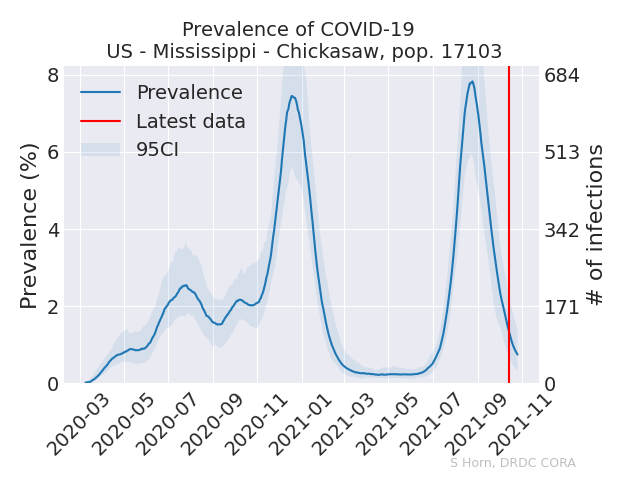 Prevalence of COVID-19
US - Mississippi - Chickasaw, pop. 17103
Prevalence
Latest data
95CI
Prevalence (%)
8
6
4
2
0
684
513
342
171
0
# of infections
2020-03
2020-05
2020-07
2020-09
2020-11
2021-01
2021-03
2021-05
2021-07
2021-09
2021-11
S Horn, DRDC CORA